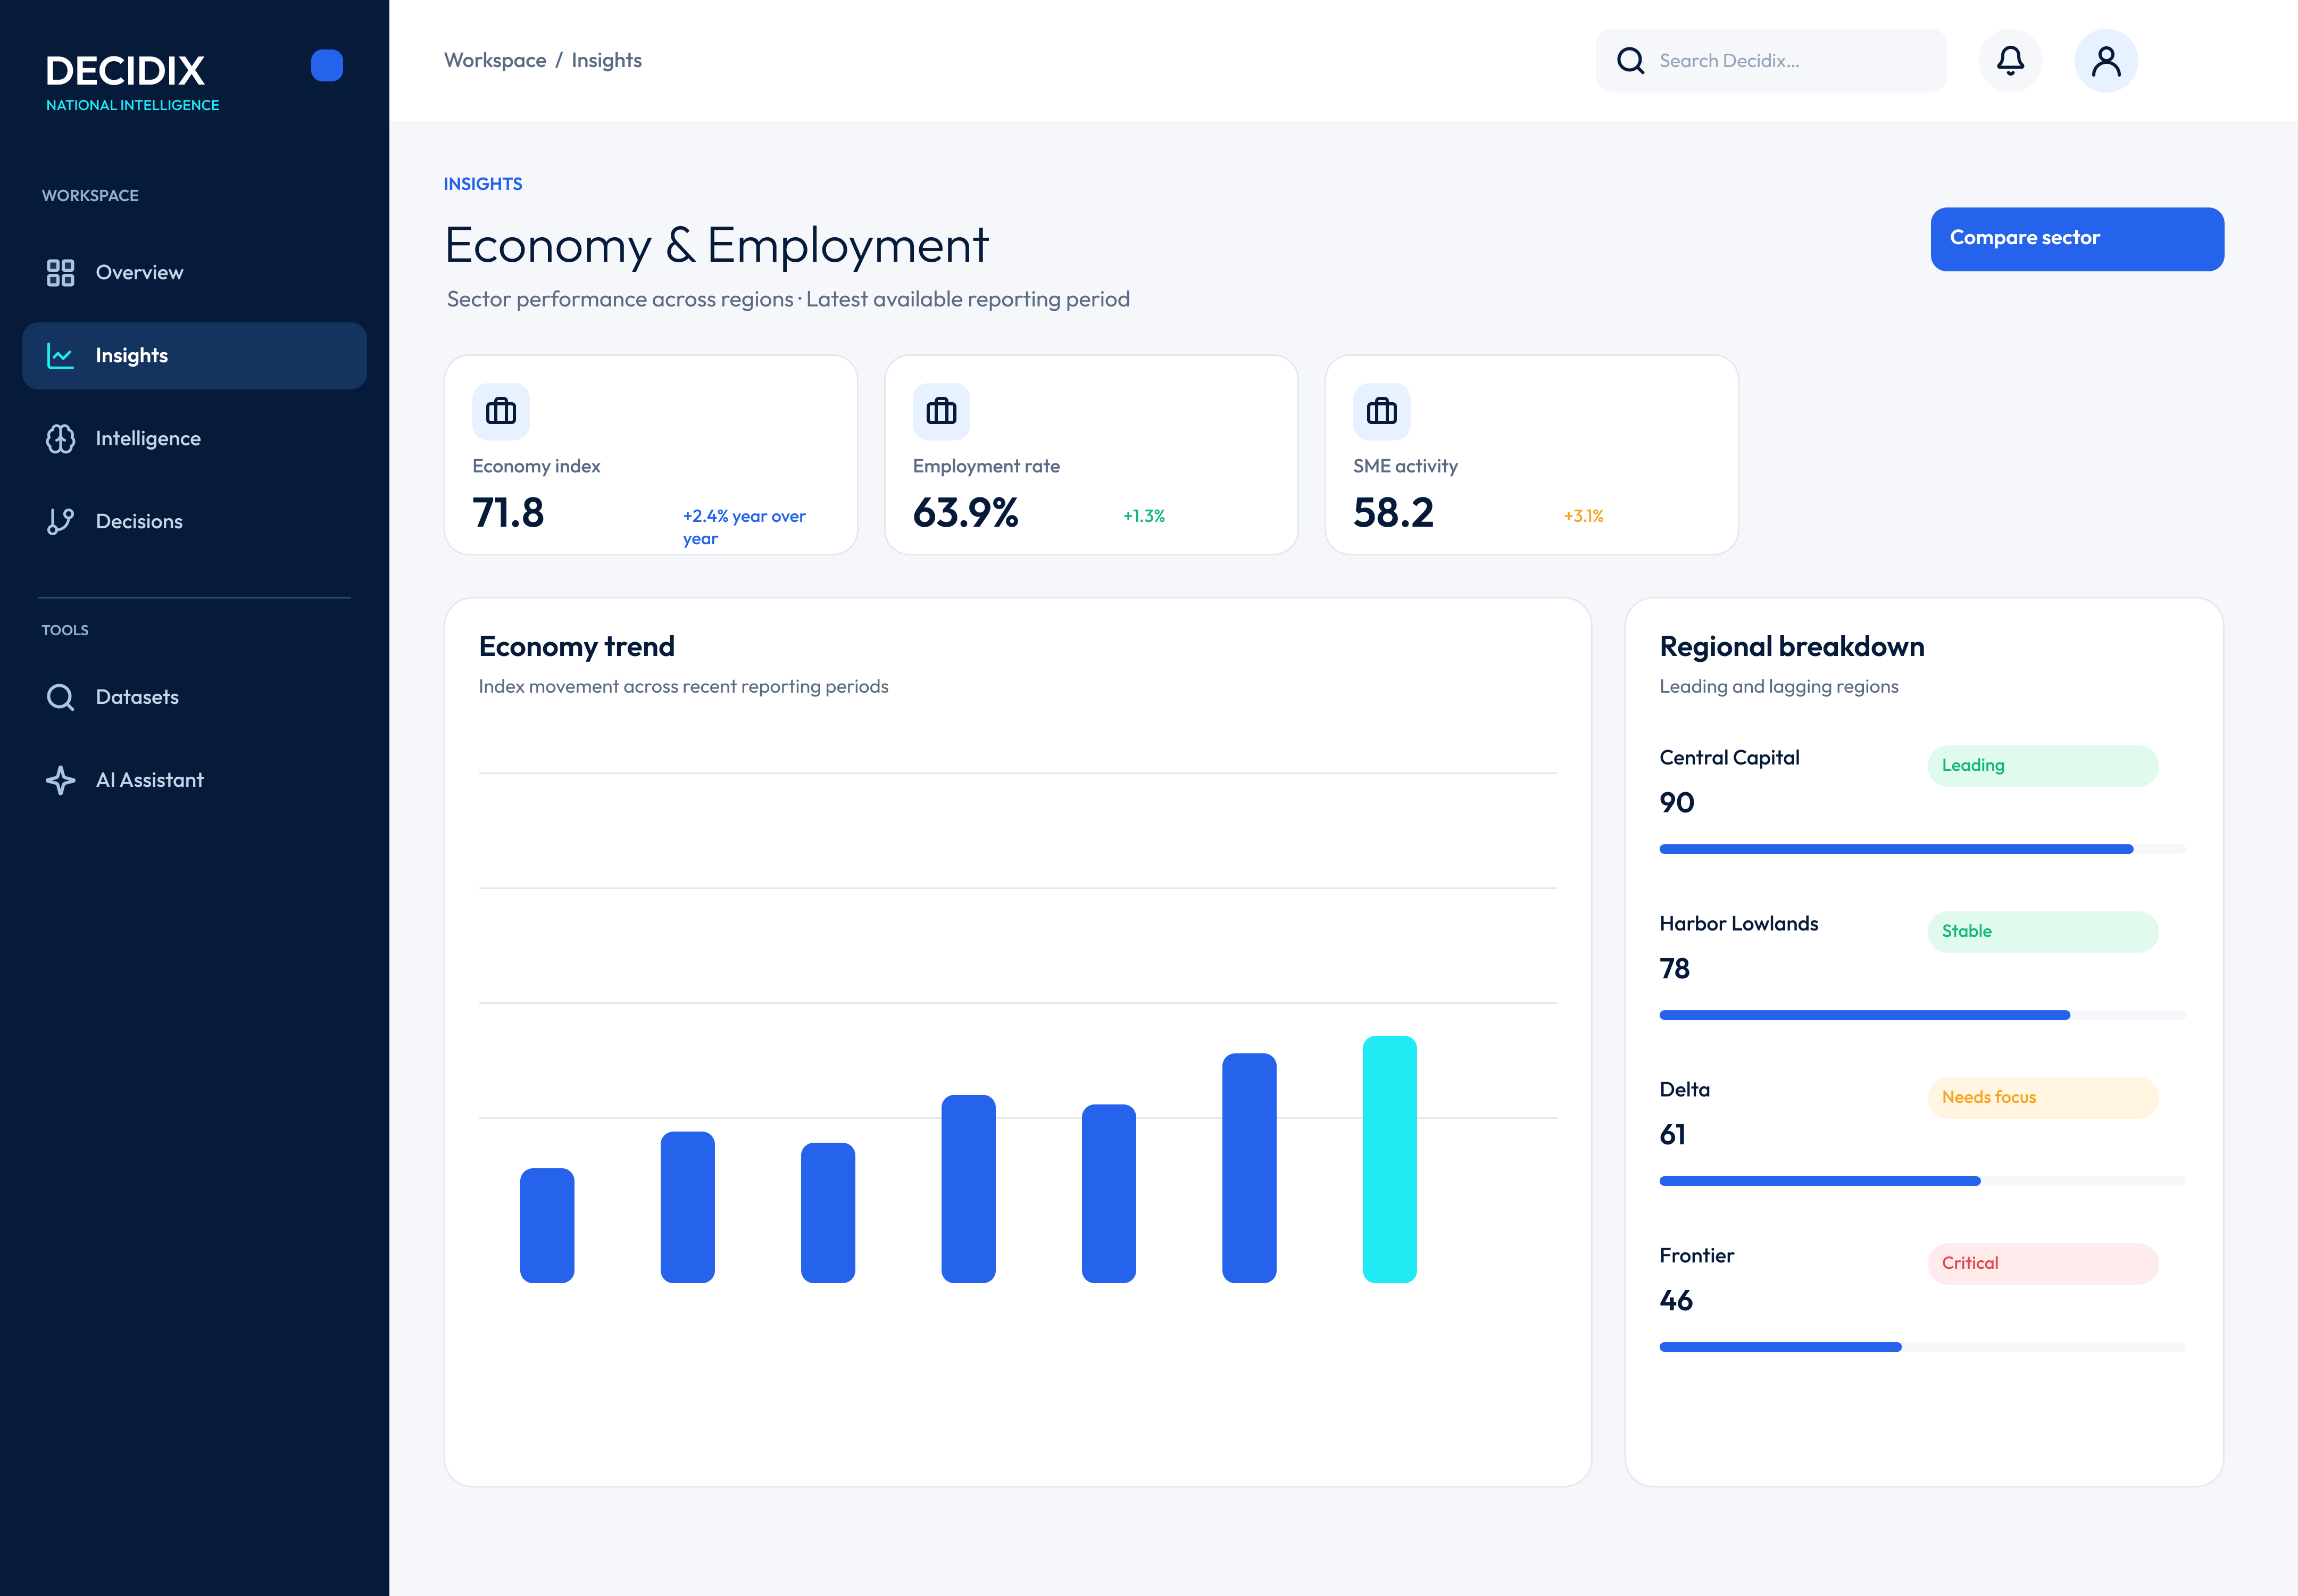 DECIDIX
NATIONAL INTELLIGENCE
WORKSPACE
Overview
Insights
Intelligence
Decisions
TOOLS
Datasets
AI Assistant
Workspace / Insights
Search Decidix...
INSIGHTS
Economy & Employment
Sector performance across regions · Latest available reporting period
Compare sector
Economy index
71.8
+2.4% year over
year
Employment rate
63.9%
+1.3%
SME activity
58.2
+3.1%
Economy trend
Index movement across recent reporting periods
Regional breakdown
Leading and lagging regions
Central Capital
Leading
90
Harbor Lowlands
Stable
78
Delta
Needs focus
61
Frontier
Critical
46